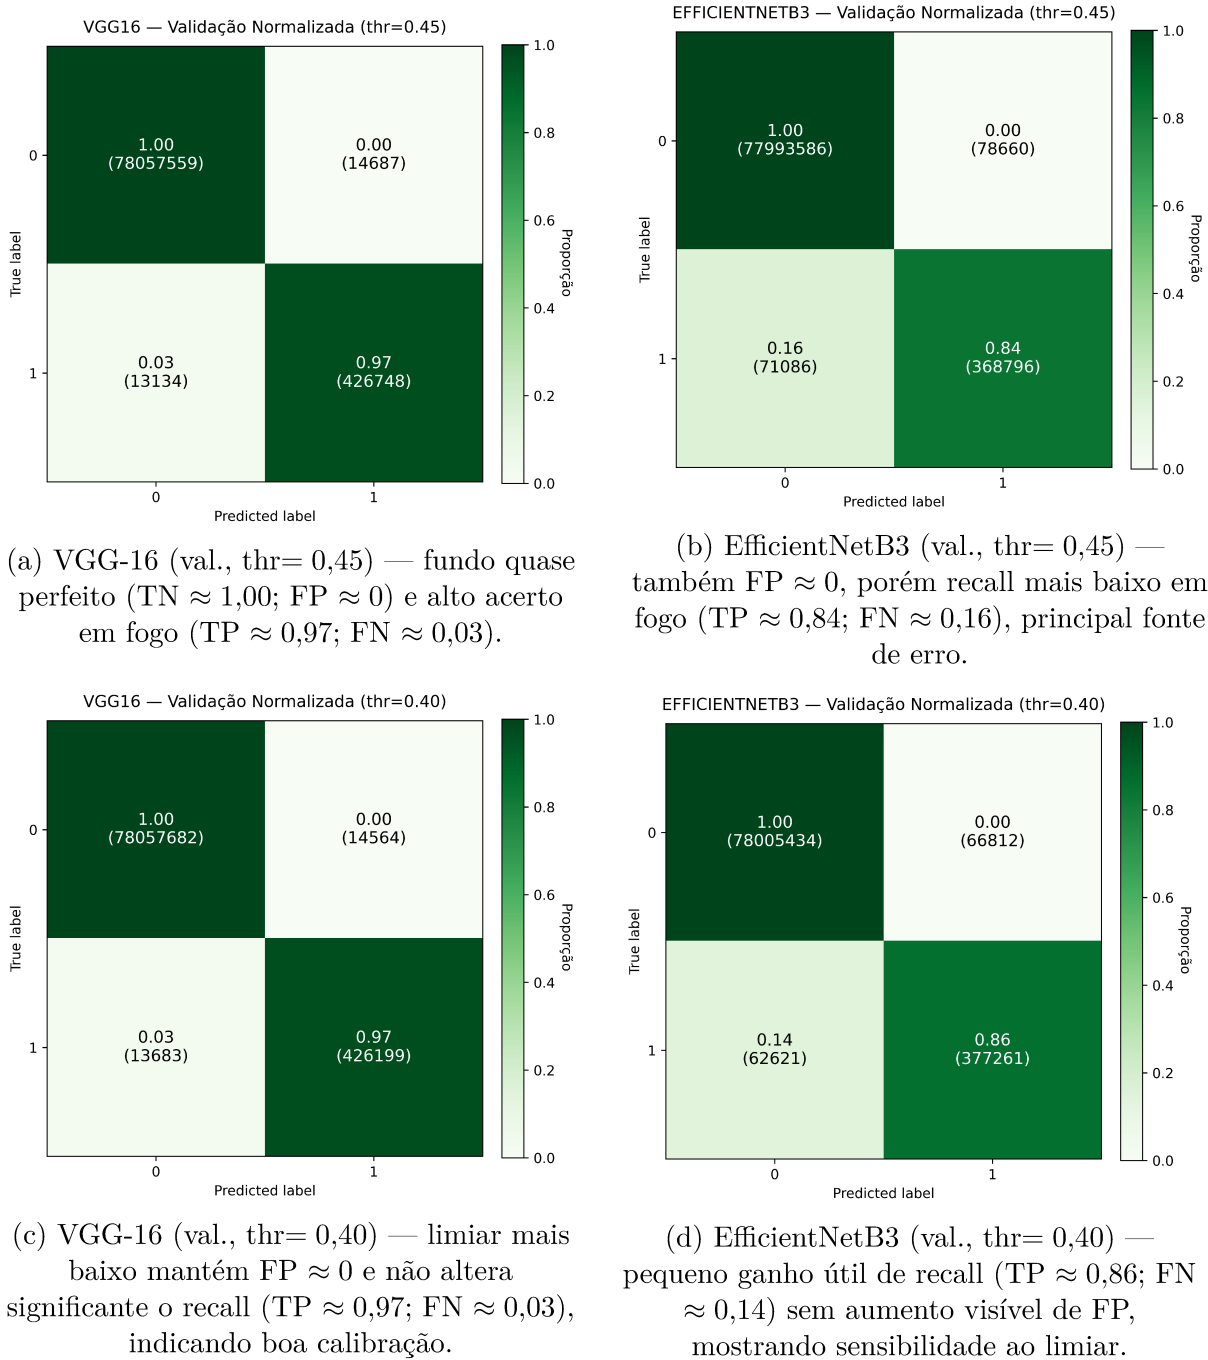 VGG16 — Validação Normalizada (thr=0.45)
1.00
(78057559)
0.00
(14687)
0.03
(13134)
0.97
(426748)
0
1
True label
0
1
Predicted label
1.0
0.8
0.6
0.4
0.2
0.0
Proporção
(a) VGG-16 (val., thr= 0,45) — fundo quase
perfeito (TN ≈ 1,00; FP ≈ 0) e alto acerto
em fogo (TP ≈ 0,97; FN ≈ 0,03).
EFFICIENTNETB3 — Validação Normalizada (thr=0.45)
1.00
(77993586)
0.00
(78660)
0.16
(71086)
0.84
(368796)
0
1
True label
0
1
Predicted label
1.0
0.8
0.6
0.4
0.2
0.0
Proporção
(b) EfficientNetB3 (val., thr= 0,45) —
também FP ≈ 0, porém recall mais baixo em
fogo (TP ≈ 0,84; FN ≈ 0,16), principal fonte
de erro.
VGG16 — Validação Normalizada (thr=0.40)
1.00
(78057682)
0.00
(14564)
0.03
(13683)
0.97
(426199)
0
1
True label
0
1
Predicted label
1.0
0.8
0.6
0.4
0.2
0.0
Proporção
(c) VGG-16 (val., thr= 0,40) — limiar mais
baixo mantém FP ≈ 0 e não altera
significante o recall (TP ≈ 0,97; FN ≈ 0,03),
indicando boa calibração.
EFFICIENTNETB3 — Validação Normalizada (thr=0.40)
1.00
(78005434)
0.00
(66812)
0.14
(62621)
0.86
(377261)
0
1
True label
0
1
Predicted label
1.0
0.8
0.6
0.4
0.2
0.0
Proporção
(d) EfficientNetB3 (val., thr= 0,40) —
pequeno ganho útil de recall (TP ≈ 0,86; FN
≈ 0,14) sem aumento visível de FP,
mostrando sensibilidade ao limiar.